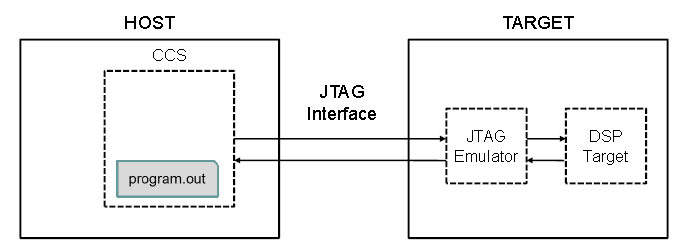 HOST
TARGET
CCS
JTAG
Interface
JTAG
Emulator
DSP
Target
program.out